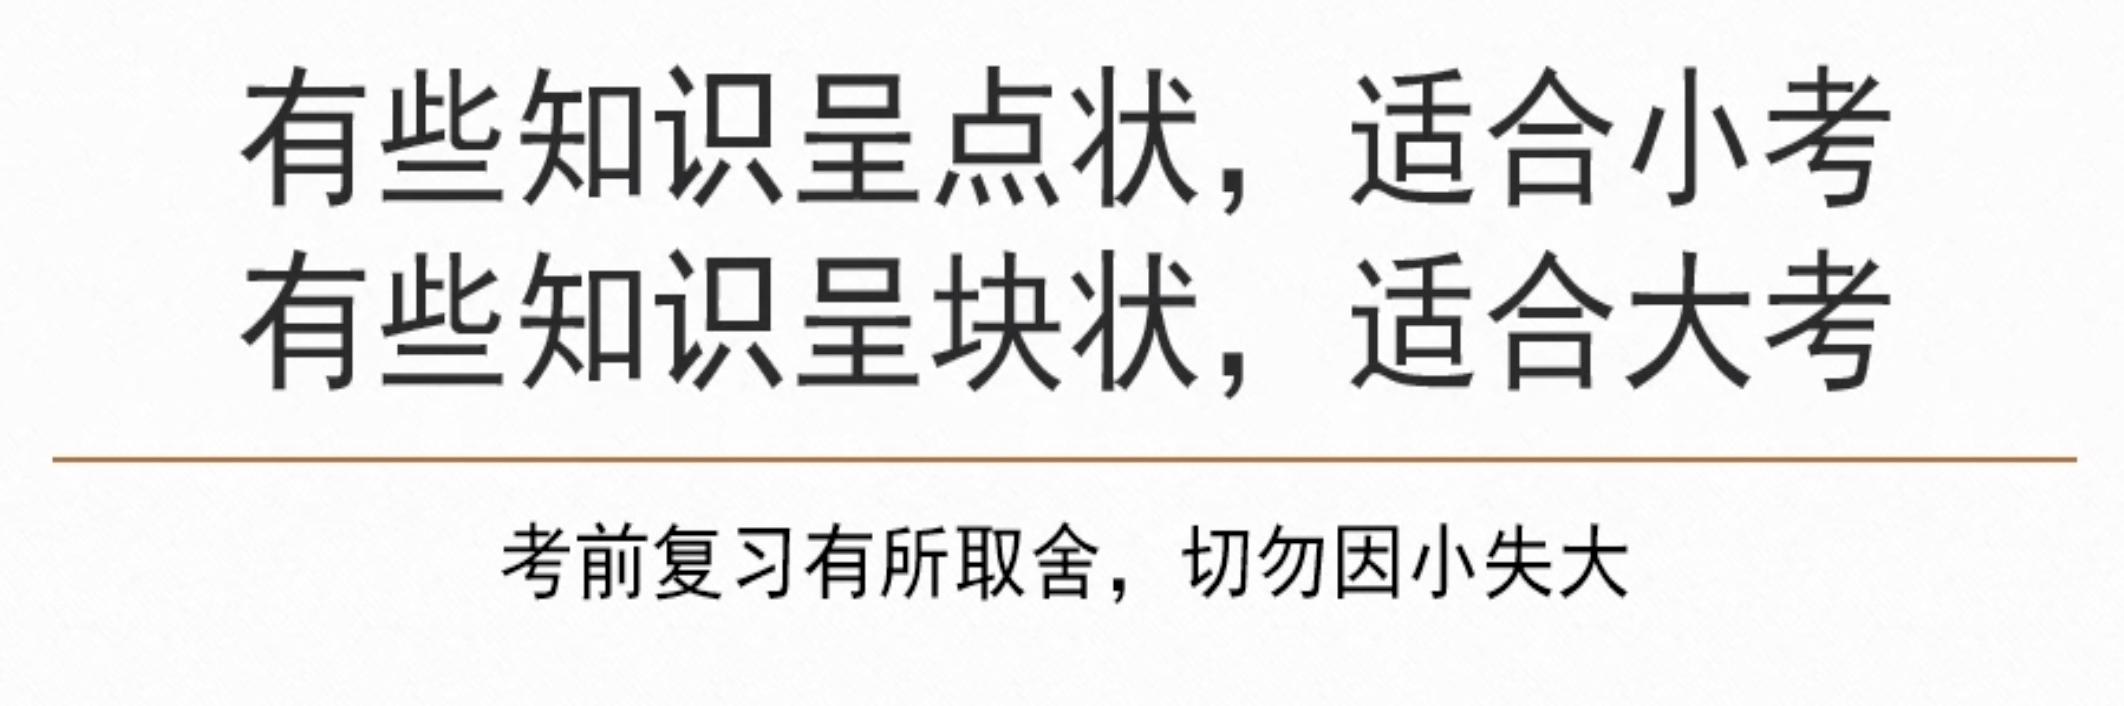 有些知识呈点状，适合小考
有些知识呈块状，适合大考
考前复习有所取舍，切勿因小失大